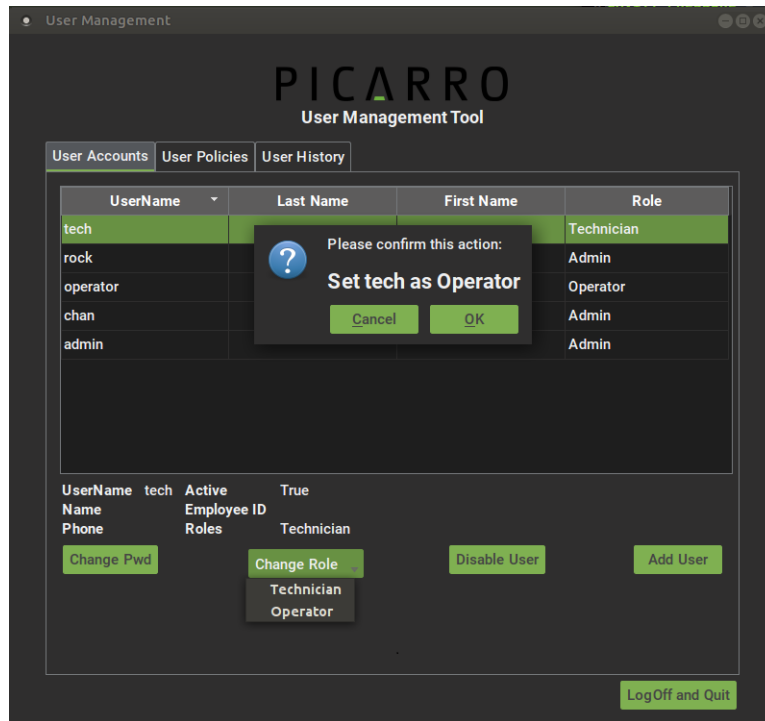 User Management
PICARRO
User Management Tool
User Accounts User Policies User History
UserName Last Name First Name Role
tech Technician
rock Admin
operator Operator
chan Admin
admin Admin
Please confirm this action:
Set tech as Operator
Cancel OK
UserName tech Active True
Name Employee ID
Phone Roles Technician
Change Pwd Change Role Disable User Add User
Technician
Operator
LogOff and Quit